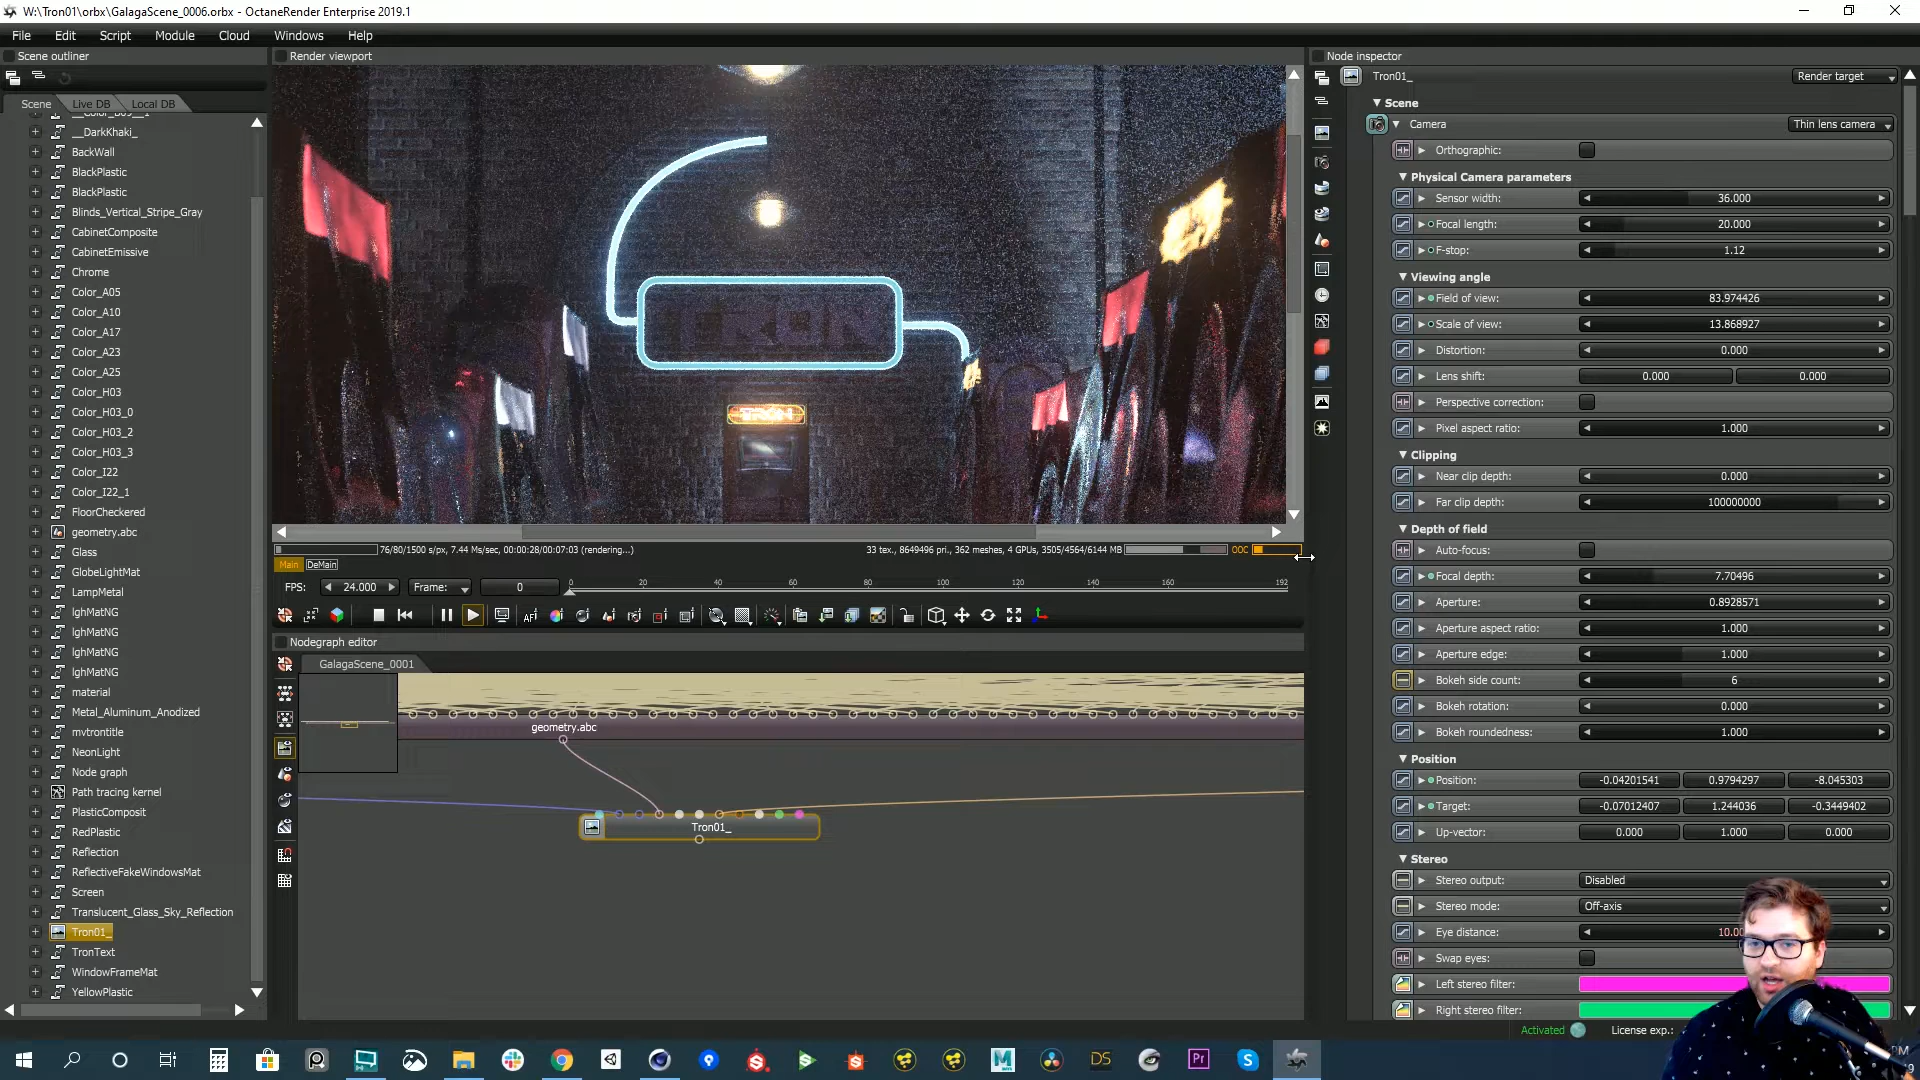 W:\Tron01\orbx\GalagaScene_0006.orbx - OctaneRender Enterprise 2019.1
File Edit Script Module Cloud Windows Help
Scene outliner
Render viewport
Node inspector
Tron01_
Render target
Scene Live DB Local DB
__Color_B09__1
__DarkKhaki_
BackWall
BlackPlastic
BlackPlastic
Blinds_Vertical_Stripe_Gray
CabinetComposite
CabinetEmissive
Chrome
Color_A05
Color_A10
Color_A17
Color_A23
Color_A25
Color_H03
Color_H03_0
Color_H03_2
Color_H03_3
Color_I22
Color_I22_1
FloorCheckered
geometry.abc
Glass
GlobeLightMat
LampMetal
lghMatNG
lghMatNG
lghMatNG
lghMatNG
material
Metal_Aluminum_Anodized
mvtrontitle
NeonLight
Node graph
Path tracing kernel
PlasticComposit
RedPlastic
Reflection
ReflectiveFakeWindowsMat
Screen
Translucent_Glass_Sky_Reflection
Tron01_
TronText
WindowFrameMat
YellowPlastic
TRON
TRON
76/80/1500 s/px, 7.44 Ms/sec, 00:00:28/00:07:03 (rendering...)
33 tex., 8649496 pri., 362 meshes, 4 GPUs, 3505/4564/6144 MB
OOC
Main DeMain
FPS: 24.000 Frame: 0
0 20 40 60 80 100 120 140 160 192
AF
Nodegraph editor
GalagaScene_0001
geometry.abc
Tron01_
Scene
Camera Thin lens camera
Orthographic:
Physical Camera parameters
Sensor width: 36.000
Focal length: 20.000
F-stop: 1.12
Viewing angle
Field of view: 83.974426
Scale of view: 13.868927
Distortion: 0.000
Lens shift: 0.000 0.000
Perspective correction:
Pixel aspect ratio: 1.000
Clipping
Near clip depth: 0.000
Far clip depth: 100000000
Depth of field
Auto-focus:
Focal depth: 7.70496
Aperture: 0.8928571
Aperture aspect ratio: 1.000
Aperture edge: 1.000
Bokeh side count: 6
Bokeh rotation: 0.000
Bokeh roundedness: 1.000
Position
Position: -0.04201541 0.9794297 -8.045303
Target: -0.07012407 1.244036 -0.3449402
Up-vector: 0.000 1.000 0.000
Stereo
Stereo output: Disabled
Stereo mode: Off-axis
Eye distance:
Swap eyes:
Left stereo filter:
Right stereo filter:
Activated
License exp.:
DS
Pr